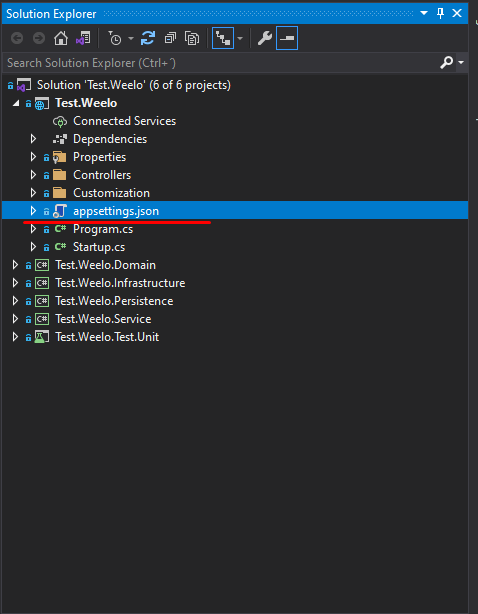 Solution Explorer
Search Solution Explorer (Ctrl+´)
Solution 'Test.Weelo' (6 of 6 projects)
Test.Weelo
Connected Services
Dependencies
Properties
Controllers
Customization
appsettings.json
C# Program.cs
C# Startup.cs
C# Test.Weelo.Domain
C# Test.Weelo.Infrastructure
C# Test.Weelo.Persistence
C# Test.Weelo.Service
Test.Weelo.Test.Unit